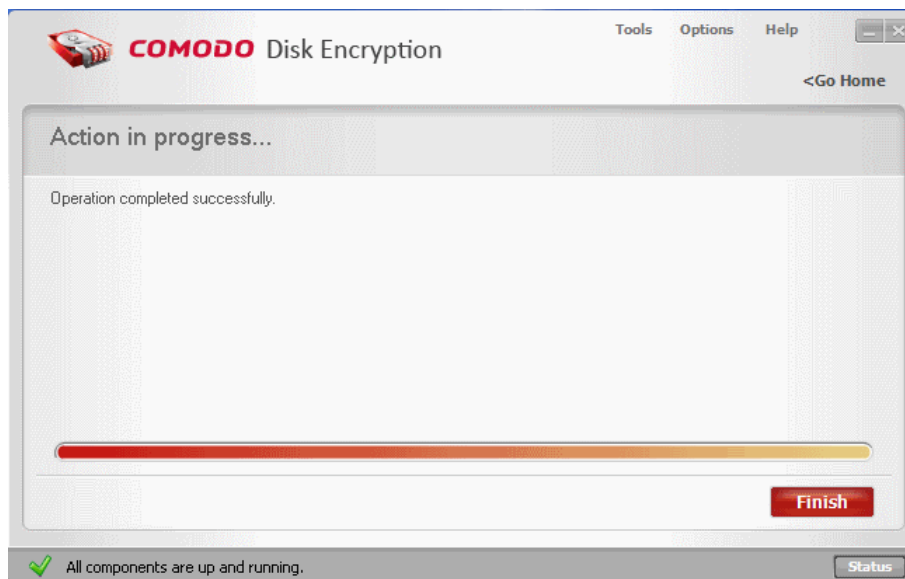 COMODO Disk Encryption
Tools Options Help
<Go Home
Action in progress...
Operation completed successfully.
Finish
All components are up and running.
Status